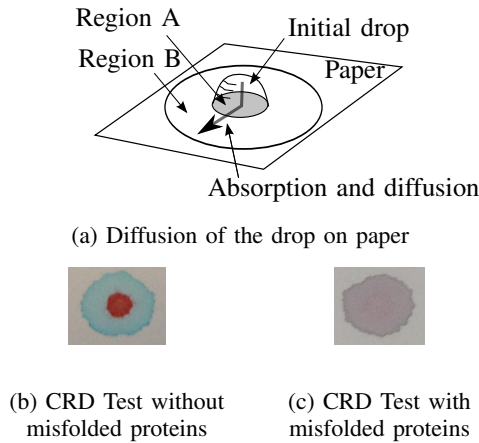 Region A
Initial drop
Region B
Paper
Absorption and diffusion
(a) Diffusion of the drop on paper
(b) CRD Test without
misfolded proteins
(c) CRD Test with
misfolded proteins